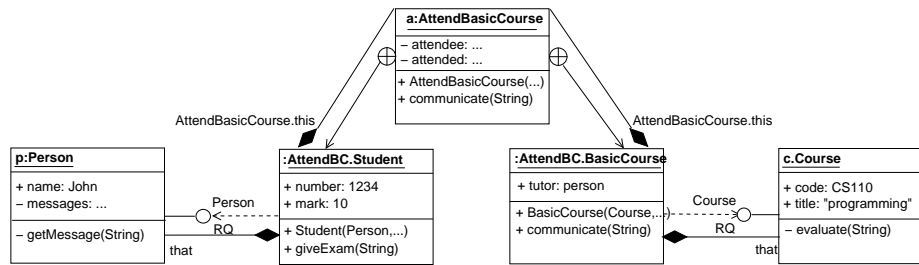 a:AttendBasicCourse
– attendee: ...
– attended: ...
+ AttendBasicCourse(...)
+ communicate(String)
AttendBasicCourse.this
AttendBasicCourse.this
p:Person
+ name: John
– messages: ...
– getMessage(String)
Person
RQ
that
:AttendBC.Student
+ number: 1234
+ mark: 10
+ Student(Person,...)
+ giveExam(String)
:AttendBC.BasicCourse
+ tutor: person
+ BasicCourse(Course,...)
+ communicate(String)
Course
RQ
that
c.Course
+ code: CS110
+ title: "programming"
– evaluate(String)